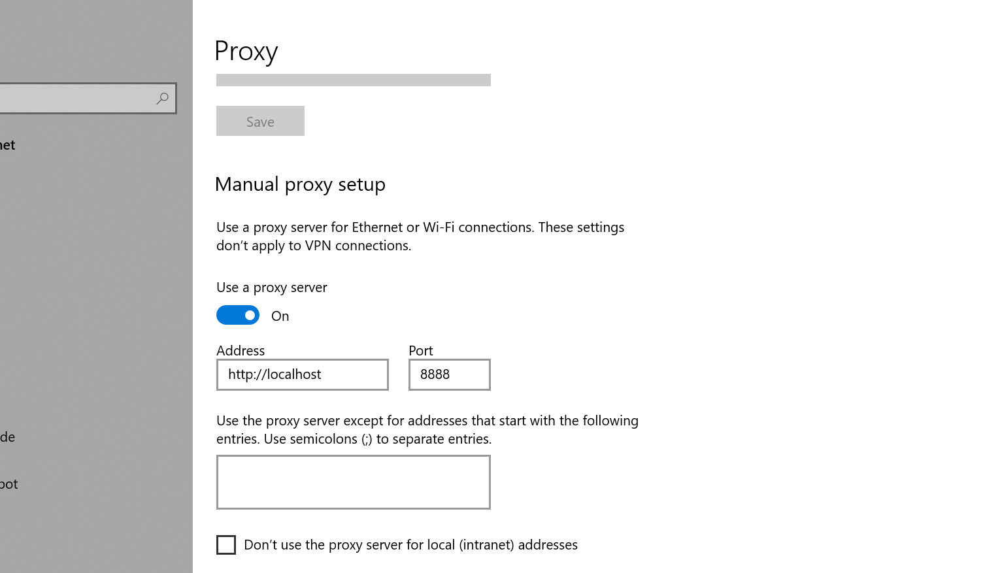 Proxy
Save
net
Manual proxy setup
Use a proxy server for Ethernet or Wi-Fi connections. These settings
don't apply to VPN connections.
Use a proxy server
On
Address
Port
http://localhost
8888
Use the proxy server except for addresses that start with the following
entries. Use semicolons (;) to separate entries.
de
pot
Don't use the proxy server for local (intranet) addresses